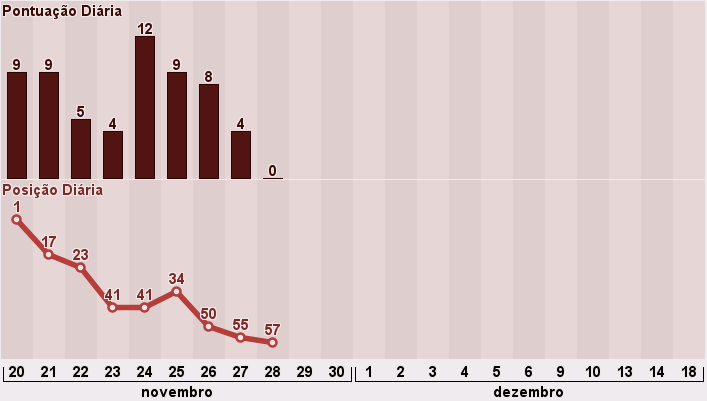 Pontuação Diária
9 9 5 4 12 9 8 4 0
Posição Diária
1 17 23 41 41 34 50 55 57
20 21 22 23 24 25 26 27 28 29 30 1 2 3 4 5 6 9 10 13 14 18
novembro dezembro